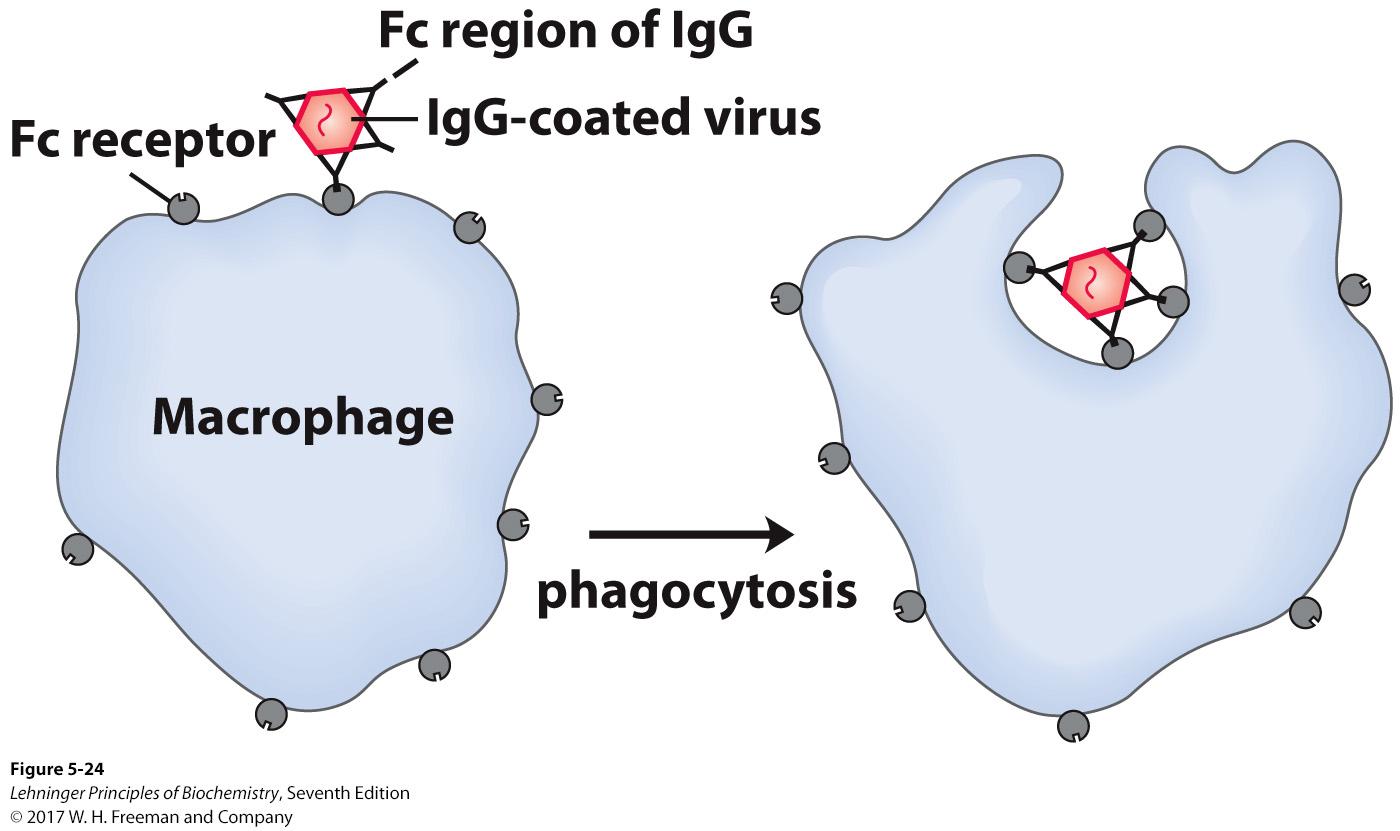 Fc region of IgG
IgG-coated virus
Fc receptor
Macrophage
phagocytosis
Figure 5-24
Lehninger Principles of Biochemistry, Seventh Edition
© 2017 W. H. Freeman and Company